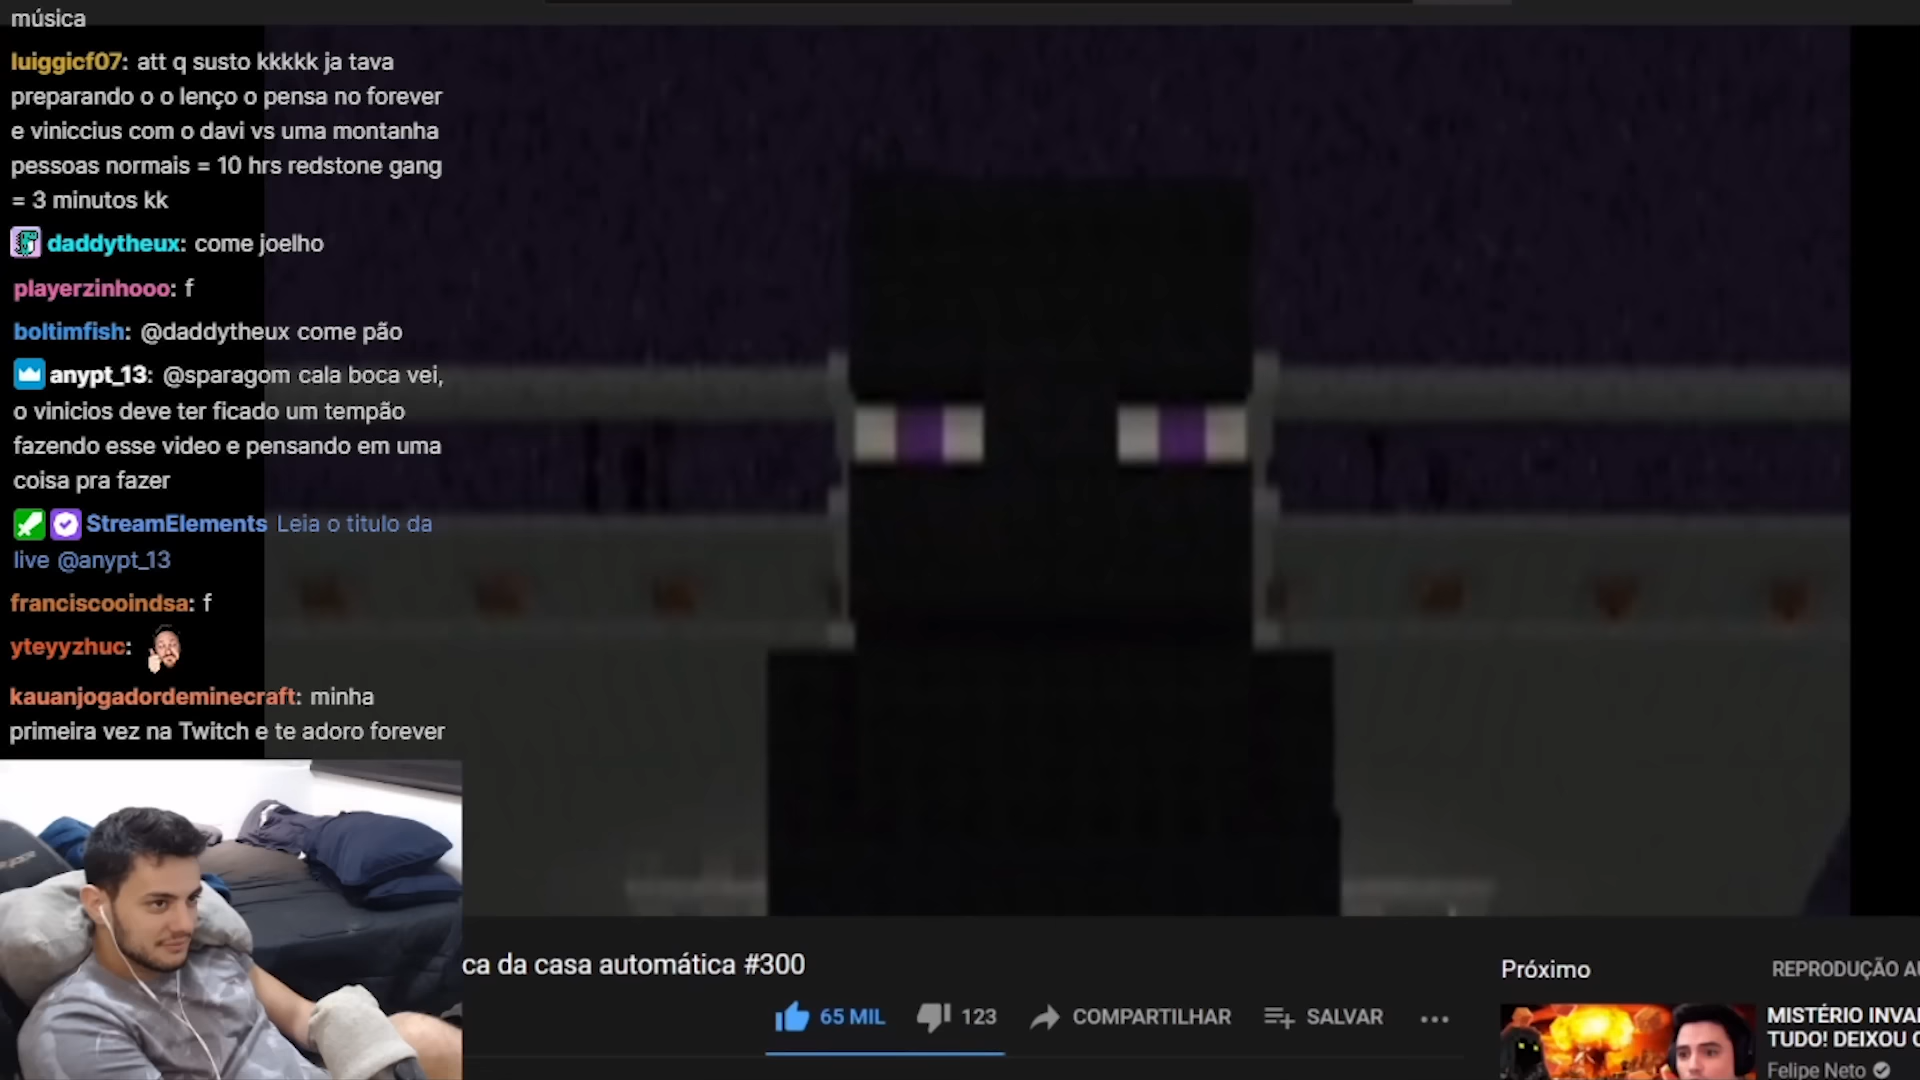 música
luiggicf07: att q susto kkkkk ja tava
preparando o o lenço o pensa no forever
e viniccius com o davi vs uma montanha
pessoas normais = 10 hrs redstone gang
= 3 minutos kk
daddytheux: come joelho
playerzinhooo: f
boltimfish: @daddytheux come pão
anypt_13: @sparagom cala boca vei,
o vinicios deve ter ficado um tempão
fazendo esse video e pensando em uma
coisa pra fazer
StreamElements Leia o titulo da
live @anypt_13
franciscooindsa: f
yteyyzhuc:
kauanjogadordeminecraft: minha
primeira vez na Twitch e te adoro forever
ca da casa automática #300
65 MIL 123 COMPARTILHAR SALVAR
Próximo
REPRODUÇÃO
MISTÉRIO
TUDO! DEIXOU
Felipe Neto